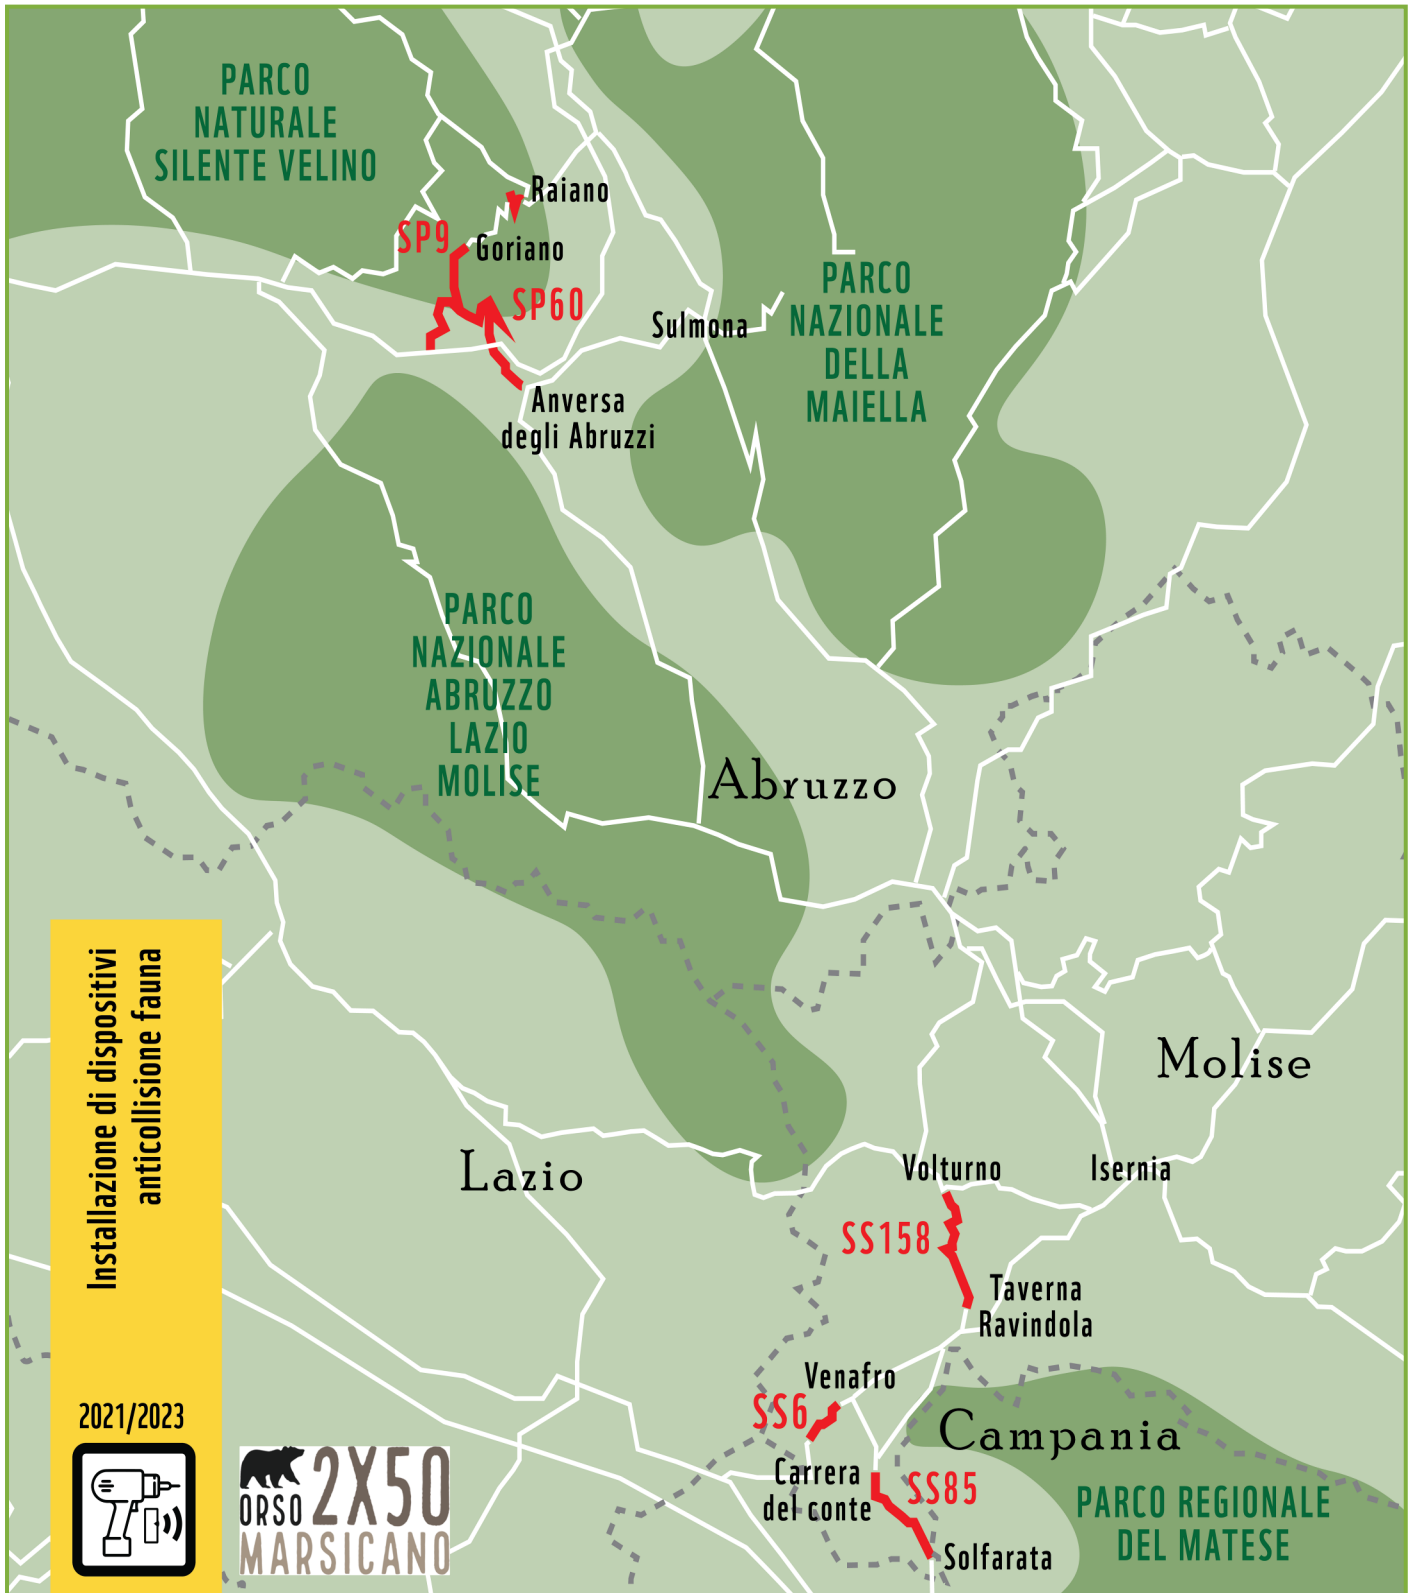 PARCO
NATURALE
SILENTE VELINO
Raiano
SP9
Goriano
SP60
Sulmona
PARCO
NAZIONALE
DELLA
MAIELLA
Anversa
degli Abruzzi
PARCO
NAZIONALE
ABRUZZO
LAZIO
MOLISE
Abruzzo
Molise
Lazio
Volturno
Isernia
SS158
Taverna
Ravindola
Venafro
SS6
Campania
Carrera
del conte
SS85
PARCO REGIONALE
DEL MATESE
Solfarata
Installazione di dispositivi
anticollisione fauna
2021/2023
ORSO 2X50
MARSICANO